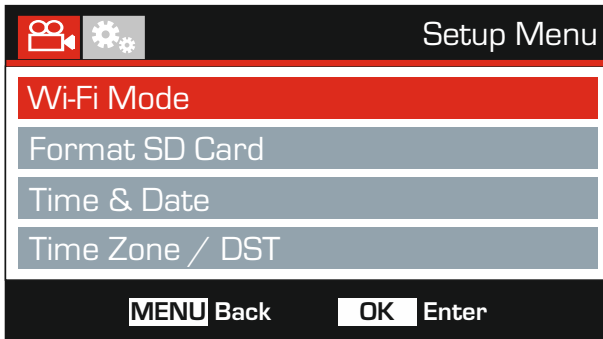 Setup Menu
Wi-Fi Mode
Format SD Card
Time & Date
Time Zone / DST
MENU Back OK Enter